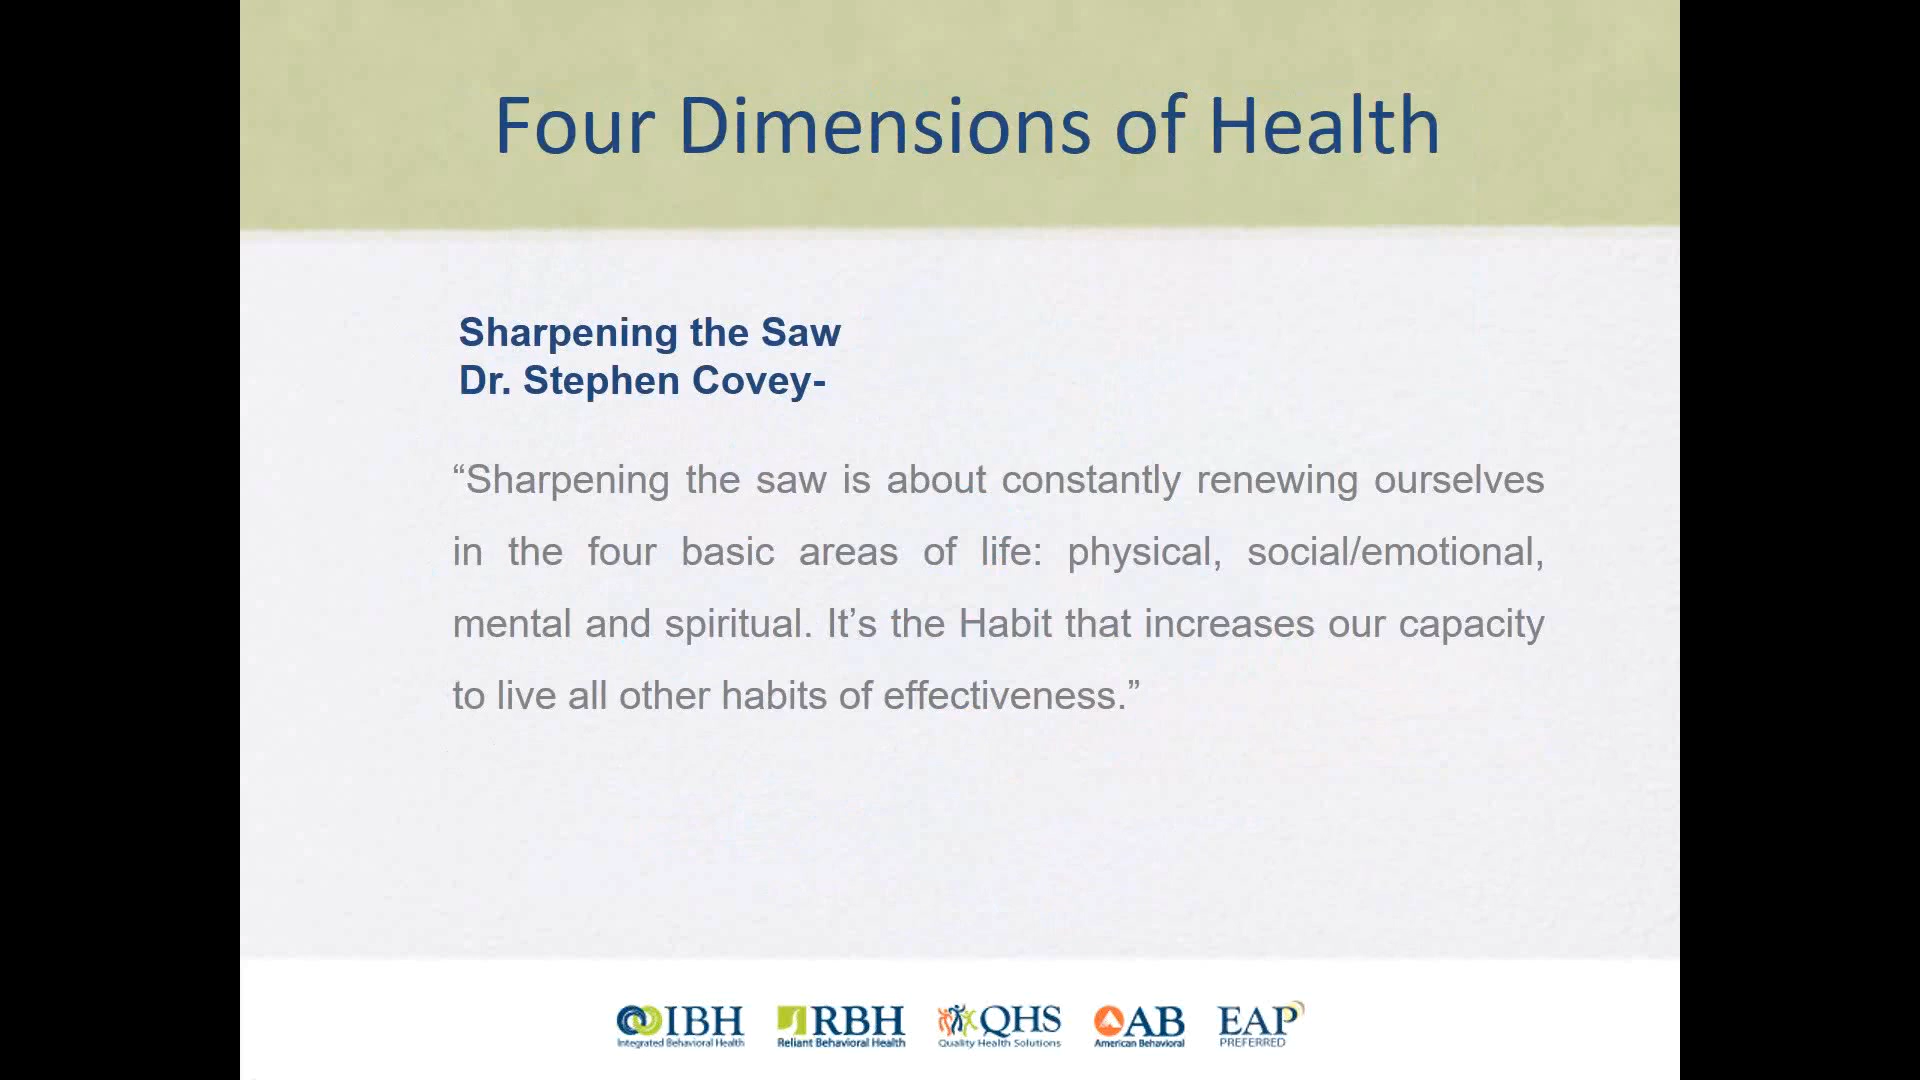 Four Dimensions of Health
Sharpening the Saw
Dr. Stephen Covey-
“Sharpening the saw is about constantly renewing ourselves
in the four basic areas of life: physical, social/emotional,
mental and spiritual. It’s the Habit that increases our capacity
to live all other habits of effectiveness.”
IBH
Integrated Behavioral Health
RBH
Reliant Behavioral Health
QHS
Quality Health Solutions
AB
American Behavioral
EAP
PREFERRED